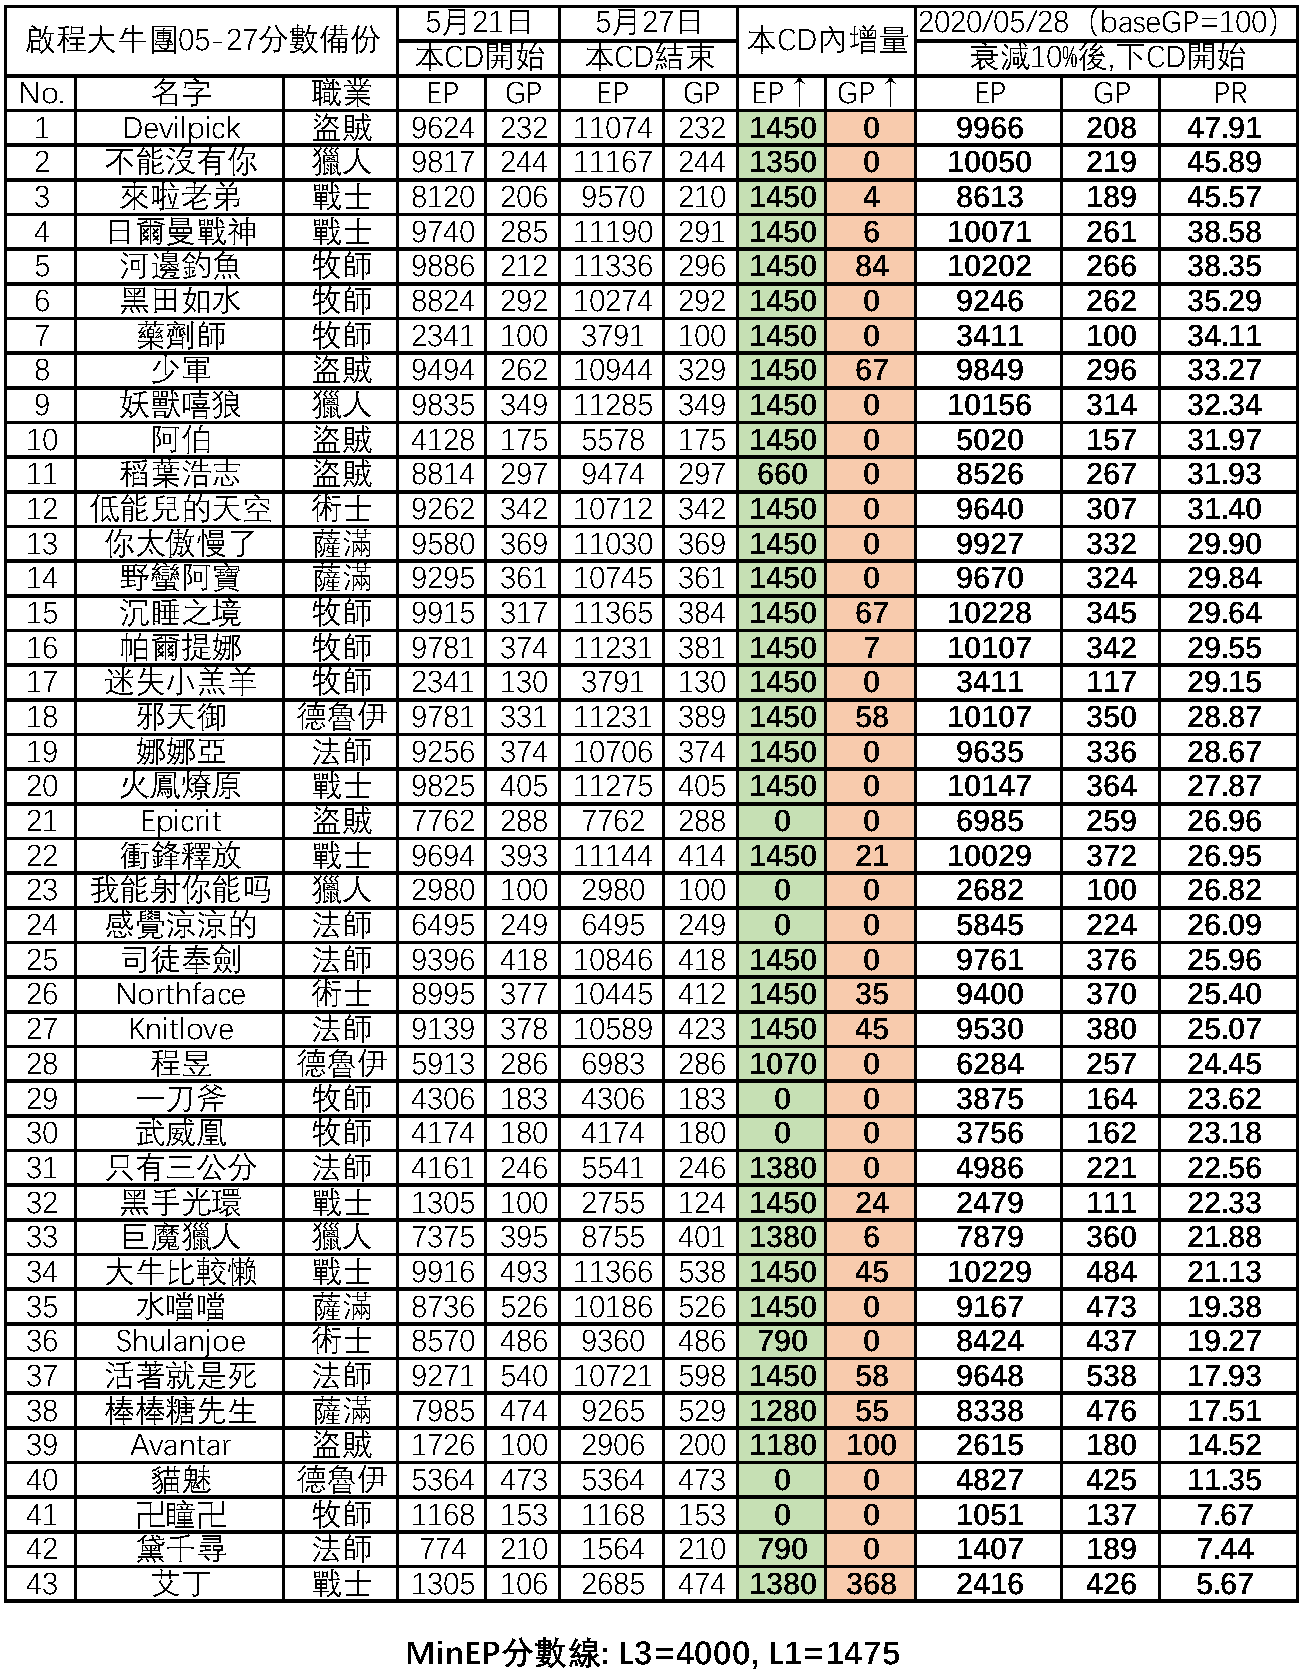 啟程大牛團05-27分數備份 5月21日 5月27日 本CD內增量 2020/05/28（baseGP=100）
本CD開始 本CD結束 衰減10%後,下CD開始
No. 名字 職業 EP GP EP GP EP↑ GP↑ EP GP PR
1 Devilpick 盜賊 9624 232 11074 232 1450 0 9966 208 47.91
2 不能沒有你 獵人 9817 244 11167 244 1350 0 10050 219 45.89
3 來啦老弟 戰士 8120 206 9570 210 1450 4 8613 189 45.57
4 日爾曼戰神 戰士 9740 285 11190 291 1450 6 10071 261 38.58
5 河邊釣魚 牧師 9886 212 11336 296 1450 84 10202 266 38.35
6 黑田如水 牧師 8824 292 10274 292 1450 0 9246 262 35.29
7 藥劑師 牧師 2341 100 3791 100 1450 0 3411 100 34.11
8 少軍 盜賊 9494 262 10944 329 1450 67 9849 296 33.27
9 妖獸嘻狼 獵人 9835 349 11285 349 1450 0 10156 314 32.34
10 阿伯 盜賊 4128 175 5578 175 1450 0 5020 157 31.97
11 稻葉浩志 盜賊 8814 297 9474 297 660 0 8526 267 31.93
12 低能兒的天空 術士 9262 342 10712 342 1450 0 9640 307 31.40
13 你太傲慢了 薩滿 9580 369 11030 369 1450 0 9927 332 29.90
14 野蠻阿寶 薩滿 9295 361 10745 361 1450 0 9670 324 29.84
15 沉睡之境 牧師 9915 317 11365 384 1450 67 10228 345 29.64
16 帕爾提娜 牧師 9781 374 11231 381 1450 7 10107 342 29.55
17 迷失小羔羊 牧師 2341 130 3791 130 1450 0 3411 117 29.15
18 邪天御 德魯伊 9781 331 11231 389 1450 58 10107 350 28.87
19 娜娜亞 法師 9256 374 10706 374 1450 0 9635 336 28.67
20 火鳳燎原 戰士 9825 405 11275 405 1450 0 10147 364 27.87
21 Epicrit 盜賊 7762 288 7762 288 0 0 6985 259 26.96
22 衝鋒釋放 戰士 9694 393 11144 414 1450 21 10029 372 26.95
23 我能射你能吗 獵人 2980 100 2980 100 0 0 2682 100 26.82
24 感覺涼涼的 法師 6495 249 6495 249 0 0 5845 224 26.09
25 司徒奉劍 法師 9396 418 10846 418 1450 0 9761 376 25.96
26 Northface 術士 8995 377 10445 412 1450 35 9400 370 25.40
27 Knitlove 法師 9139 378 10589 423 1450 45 9530 380 25.07
28 程昱 德魯伊 5913 286 6983 286 1070 0 6284 257 24.45
29 一刀斧 牧師 4306 183 4306 183 0 0 3875 164 23.62
30 武威凰 牧師 4174 180 4174 180 0 0 3756 162 23.18
31 只有三公分 法師 4161 246 5541 246 1380 0 4986 221 22.56
32 黑手光環 戰士 1305 100 2755 124 1450 24 2479 111 22.33
33 巨魔獵人 獵人 7375 395 8755 401 1380 6 7879 360 21.88
34 大牛比較懶 戰士 9916 493 11366 538 1450 45 10229 484 21.13
35 水噹噹 薩滿 8736 526 10186 526 1450 0 9167 473 19.38
36 Shulanjoe 術士 8570 486 9360 486 790 0 8424 437 19.27
37 活著就是死 法師 9271 540 10721 598 1450 58 9648 538 17.93
38 棒棒糖先生 薩滿 7985 474 9265 529 1280 55 8338 476 17.51
39 Avantar 盜賊 1726 100 2906 200 1180 100 2615 180 14.52
40 貓魅 德魯伊 5364 473 5364 473 0 0 4827 425 11.35
41 卍瞳卍 牧師 1168 153 1168 153 0 0 1051 137 7.67
42 黛千尋 法師 774 210 1564 210 790 0 1407 189 7.44
43 艾丁 戰士 1305 106 2685 474 1380 368 2416 426 5.67
MinEP分數線: L3=4000, L1=1475